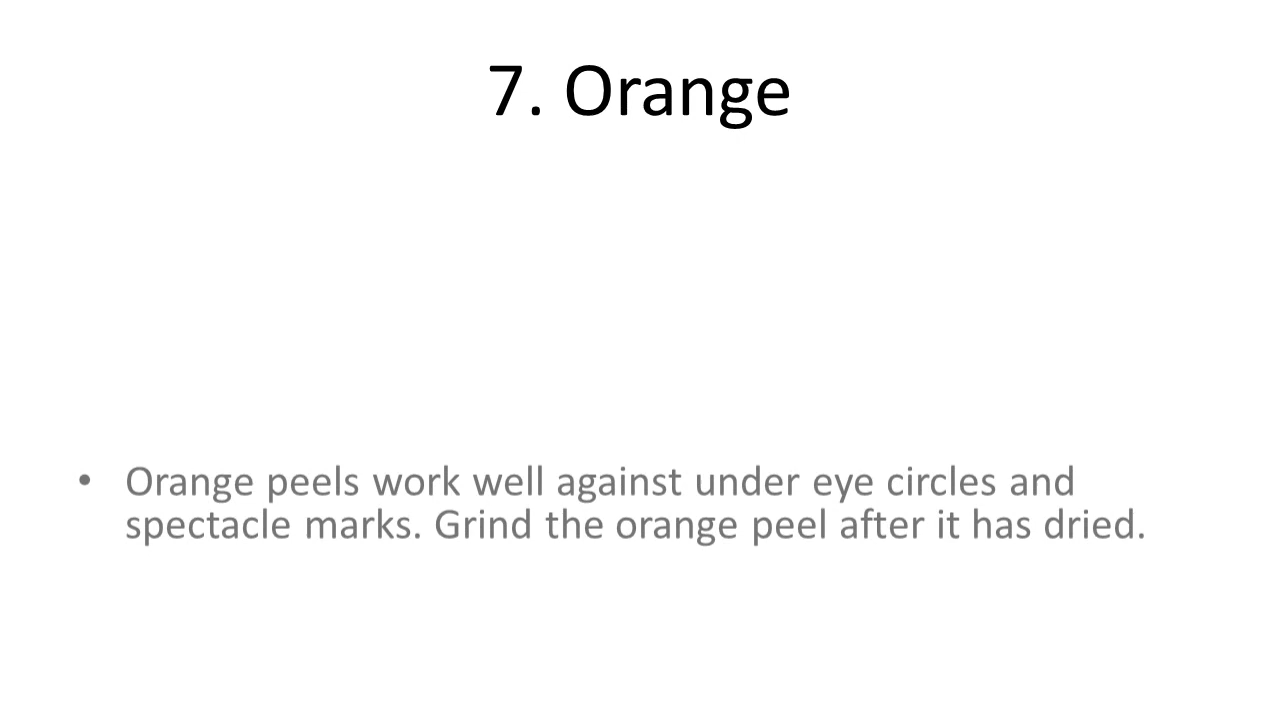 7. Orange
• Orange peels work well against under eye circles and
spectacle marks. Grind the orange peel after it has dried.